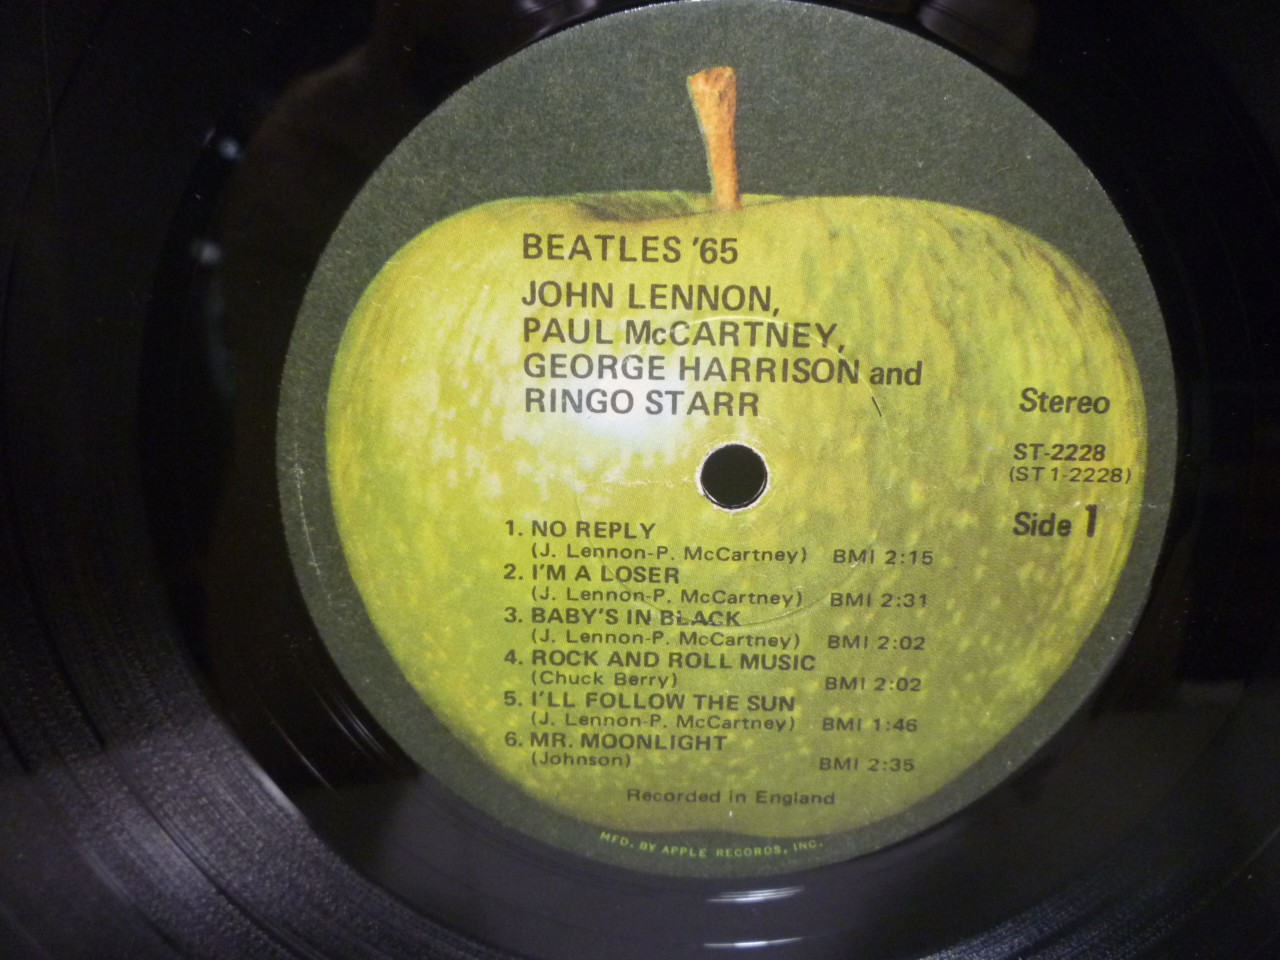 BEATLES '65
JOHN LENNON,
PAUL McCARTNEY,
GEORGE HARRISON and
RINGO STARR
Stereo
ST-2228
(ST 1-2228)
Side 1
1. NO REPLY
(J. Lennon-P. McCartney) BMI 2:15
2. I'M A LOSER
(J. Lennon-P. McCartney) BMI 2:31
3. BABY'S IN BLACK
(J. Lennon-P. McCartney) BMI 2:02
4. ROCK AND ROLL MUSIC
(Chuck Berry) BMI 2:02
5. I'LL FOLLOW THE SUN
(J. Lennon-P. McCartney) BMI 1:46
6. MR. MOONLIGHT
(Johnson) BMI 2:35
Recorded in England
MFD. BY APPLE RECORDS, INC.